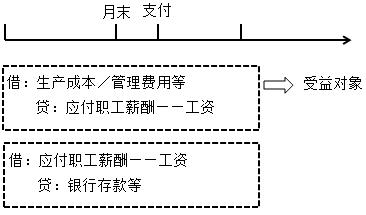 月末 支付
借：生产成本／管理费用等
贷：应付职工薪酬－－工资
受益对象
借：应付职工薪酬－－工资
贷：银行存款等